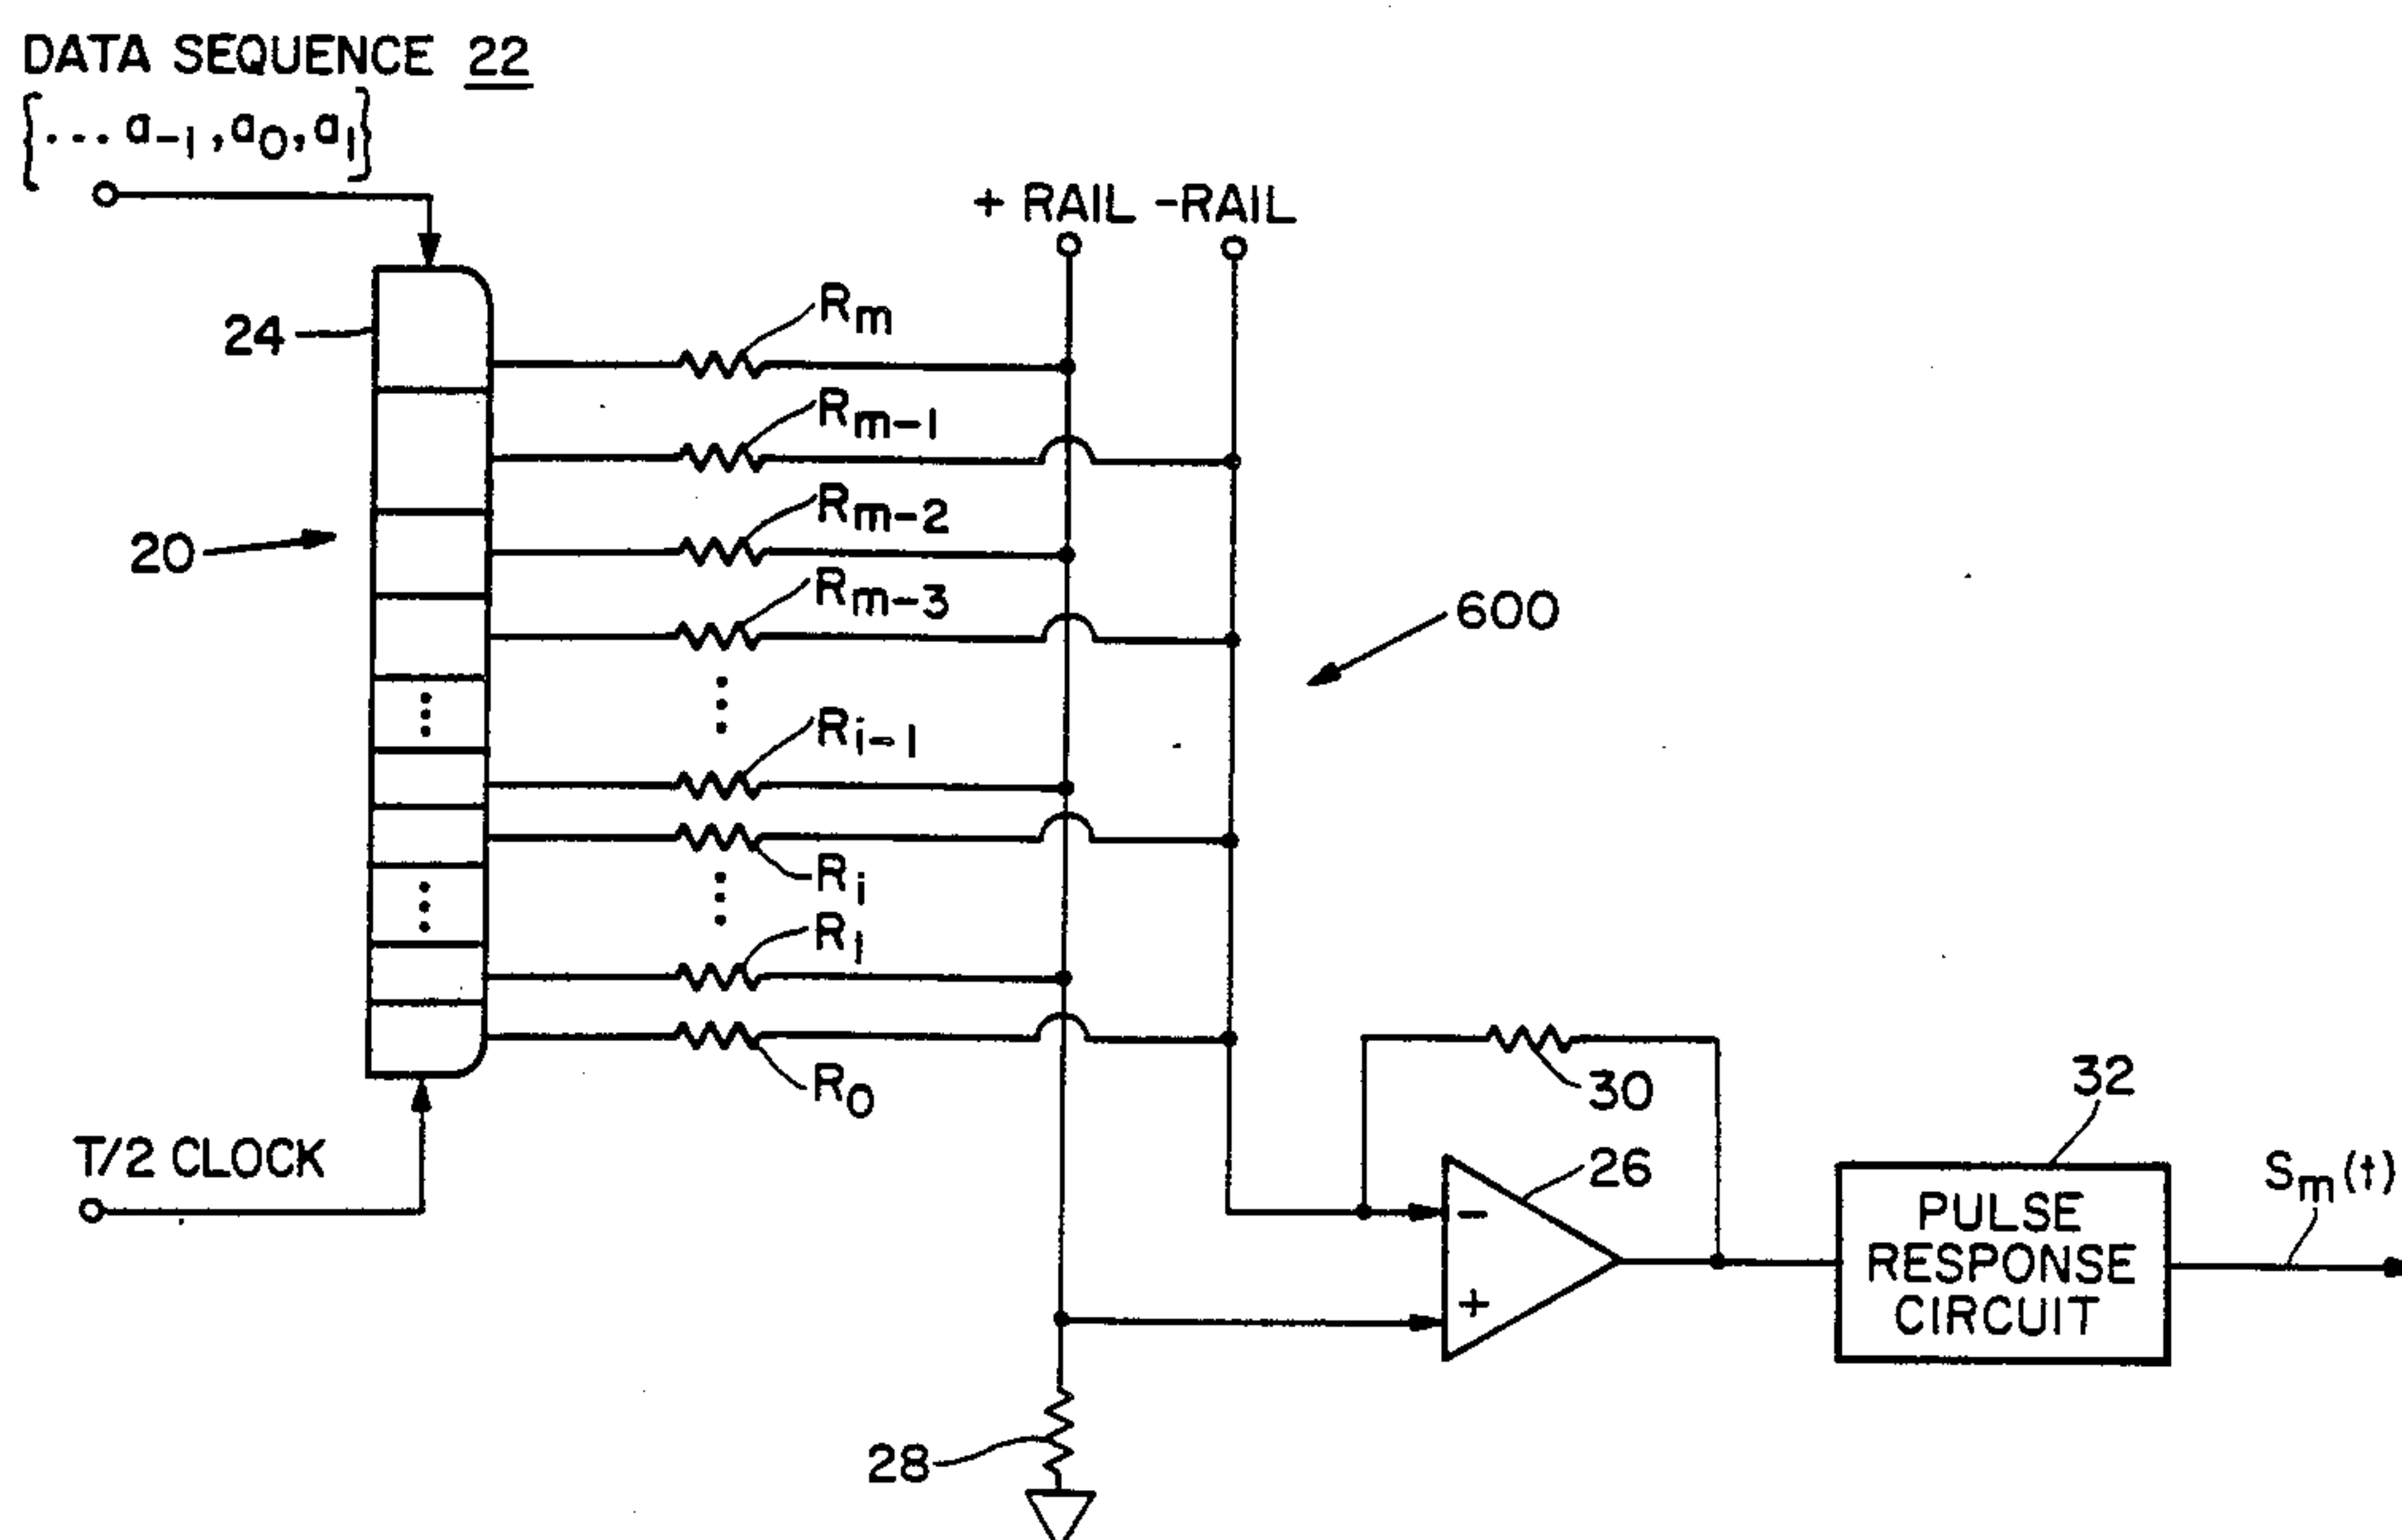 DATA SEQUENCE 22
{... a₋₁, a₀, a₁}
+ RAIL -RAIL
24
Rₘ
Rₘ₋₁
Rₘ₋₂
20
Rₘ₋₃
600
Rᵢ₋₁
Rᵢ
R₁
R₀
30
32
T/2 CLOCK
26
Sₘ(t)
-
+
PULSE
RESPONSE
CIRCUIT
28